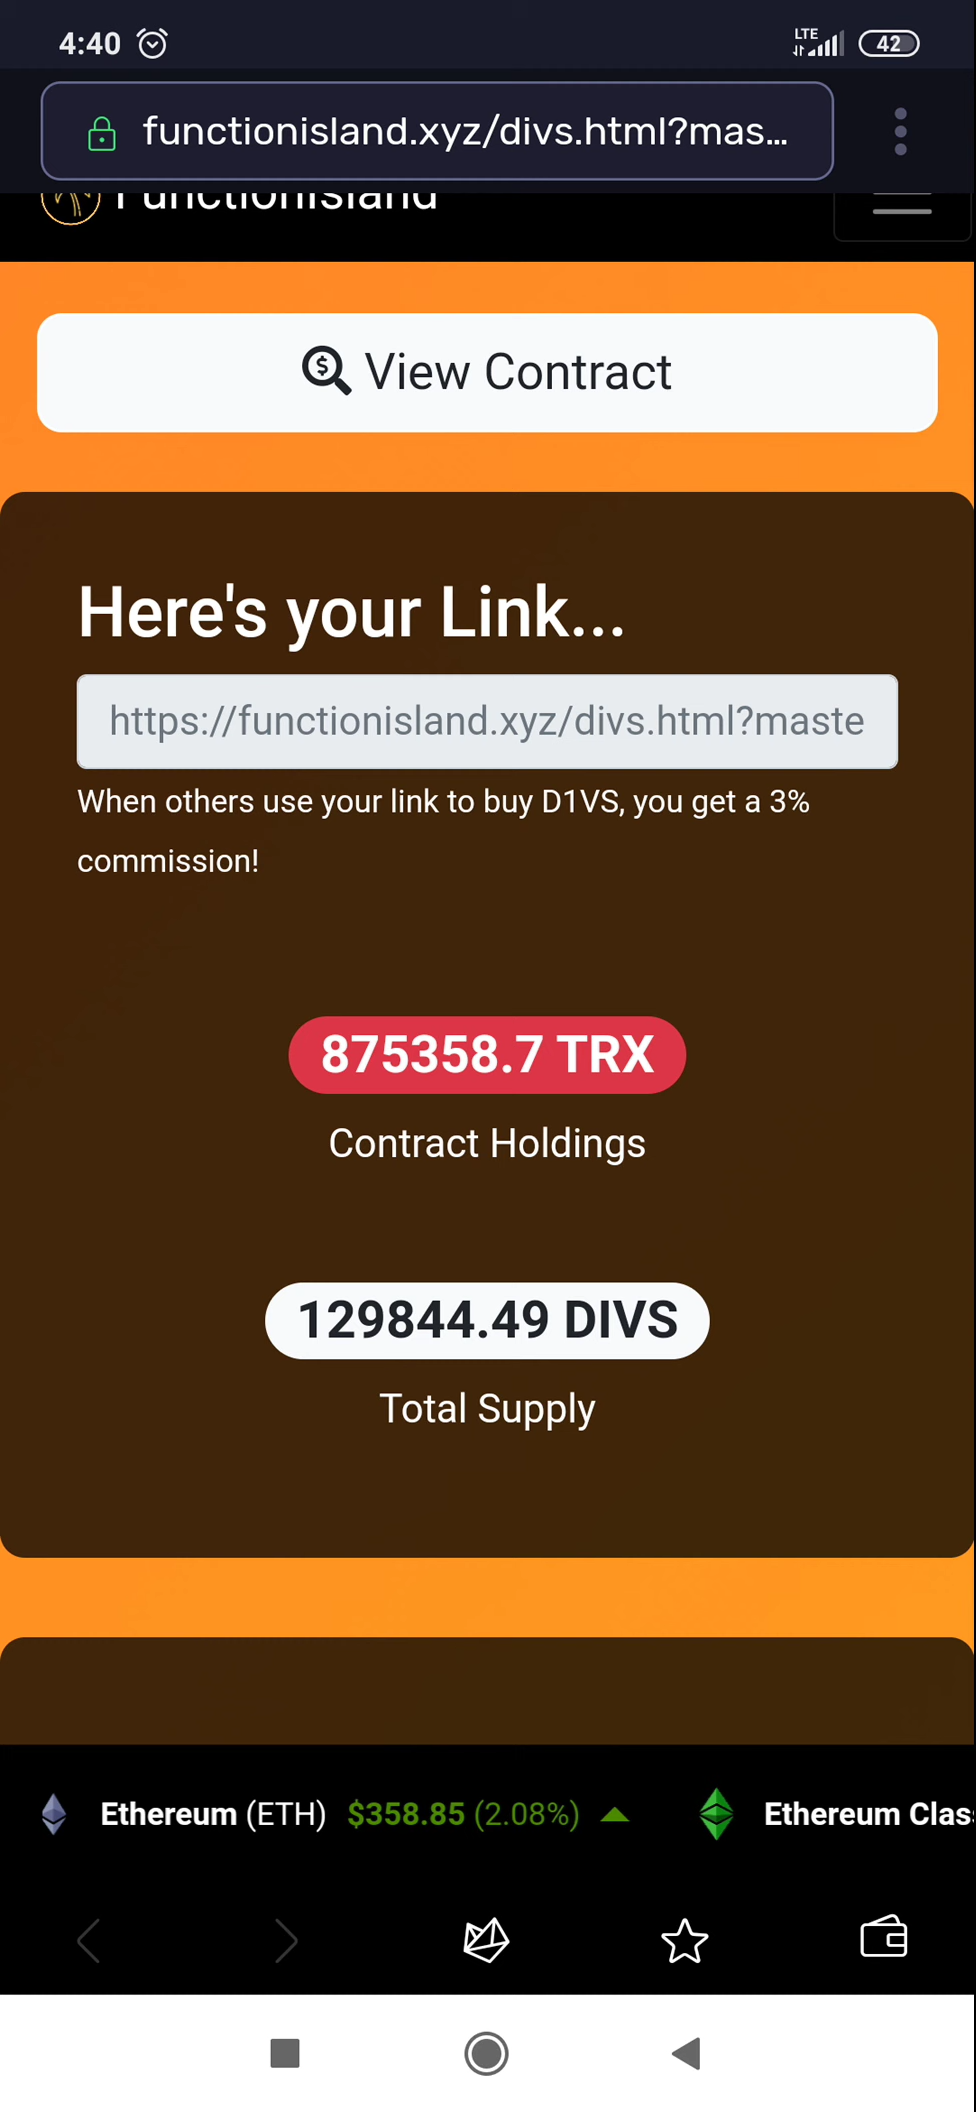 4:40
LTE
42
functionisland.xyz/divs.html?mas...
FunctionIsland
View Contract
Here's your Link...
https://functionisland.xyz/divs.html?maste
When others use your link to buy D1VS, you get a 3%
commission!
875358.7 TRX
Contract Holdings
129844.49 DIVS
Total Supply
Ethereum (ETH) $358.85 (2.08%) Ethereum Clas